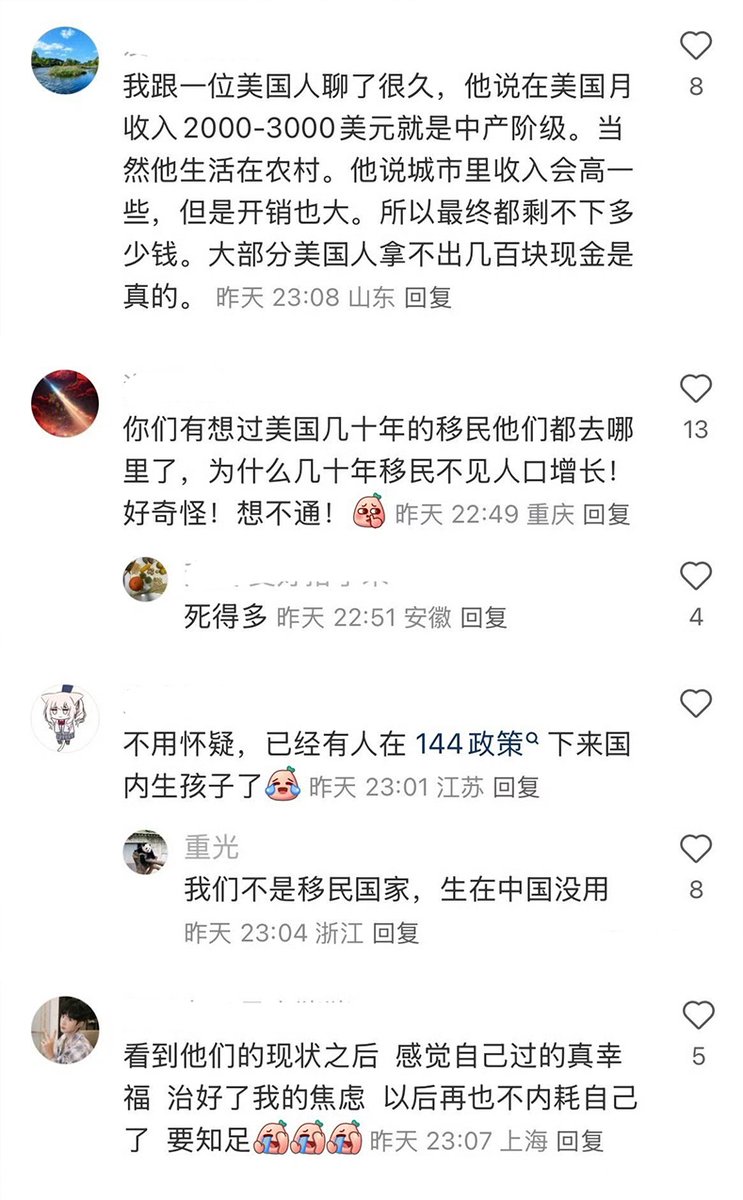 8
我跟一位美国人聊了很久，他说在美国月
收入2000-3000美元就是中产阶级。当
然他生活在农村。他说城市里收入会高一
些，但是开销也大。所以最终都剩不下多
少钱。大部分美国人拿不出几百块现金是
真的。 昨天 23:08 山东 回复
13
你们有想过美国几十年的移民他们都去哪
里了，为什么几十年移民不见人口增长！
好奇怪！想不通！ 昨天 22:49 重庆 回复
死得多 昨天 22:51 安徽 回复
4
不用怀疑，已经有人在 144政策 下来国
内生孩子了 昨天 23:01 江苏 回复
重光
我们不是移民国家，生在中国没用
8
昨天 23:04 浙江 回复
看到他们的现状之后 感觉自己过的真幸
5
福 治好了我的焦虑 以后再也不内耗自己
了 要知足 昨天 23:07 上海 回复